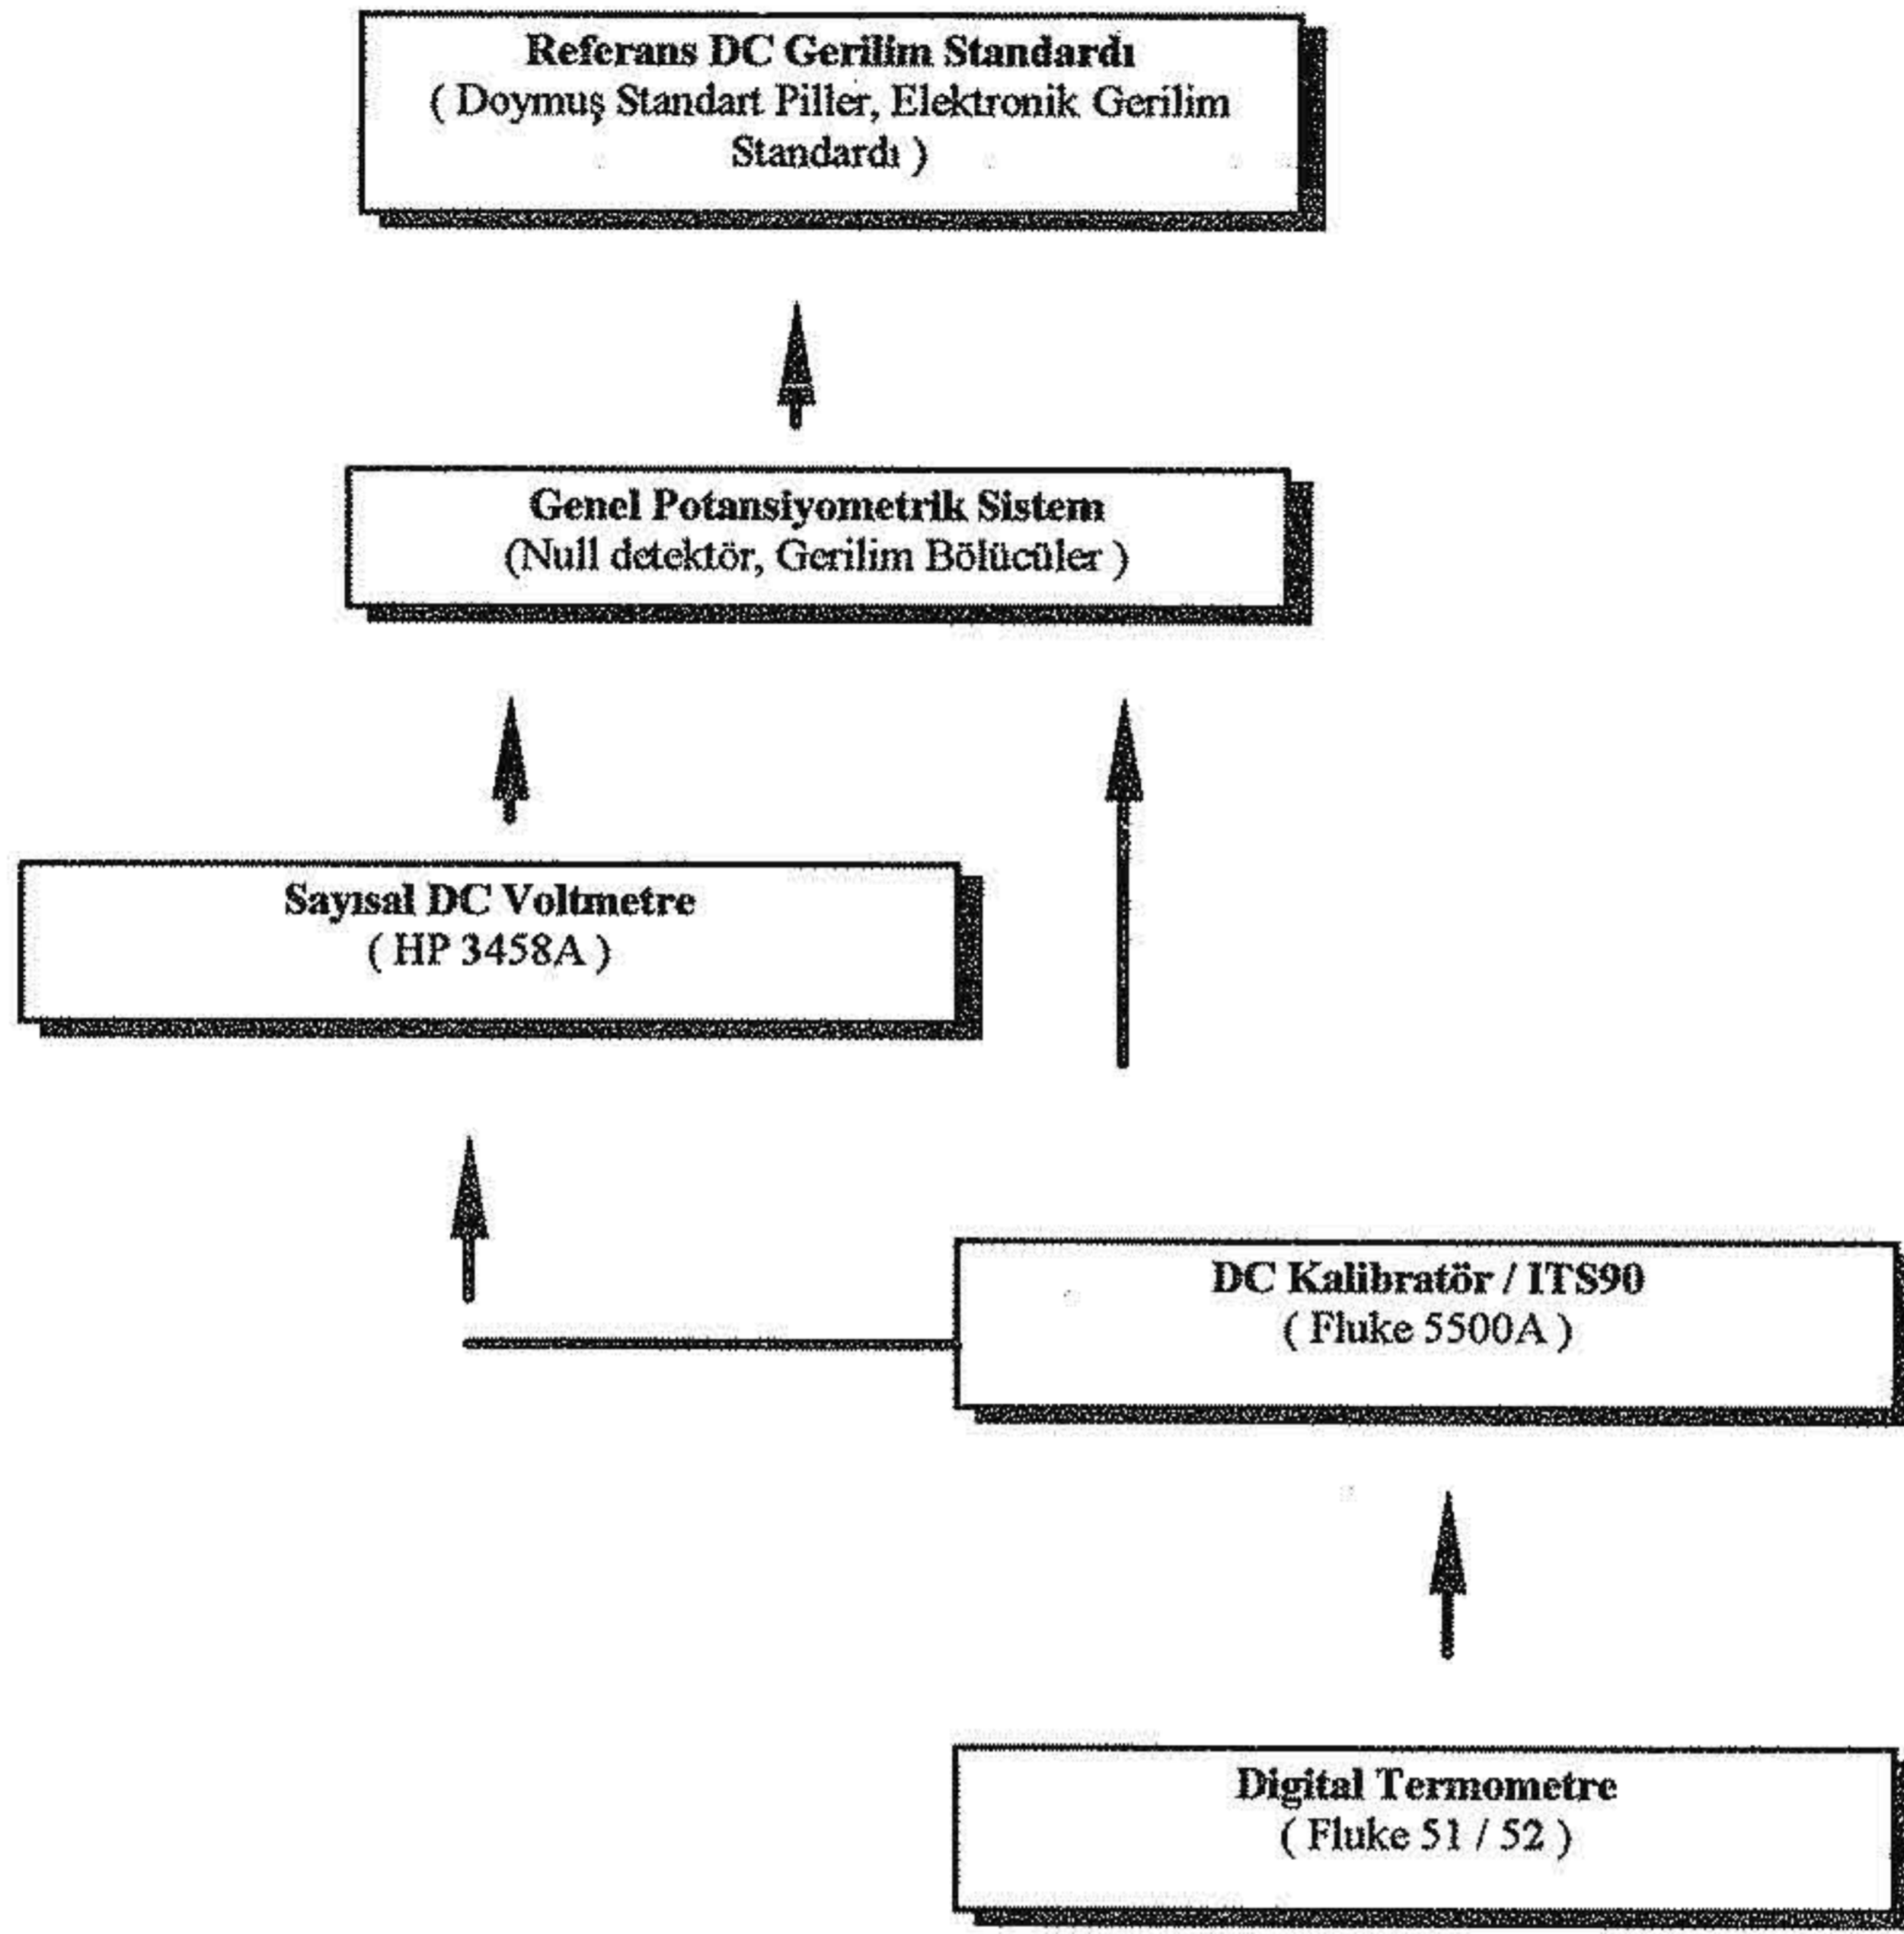 Referans DC Gerilim Standardı
( Doymuş Standart Piller, Elektronik Gerilim
Standardı )
Genel Potansiyometrik Sistem
(Null detektör, Gerilim Bölücüler )
Sayısal DC Voltmetre
( HP 3458A )
DC Kalibratör / ITS90
( Fluke 5500A )
Digital Termometre
( Fluke 51 / 52 )